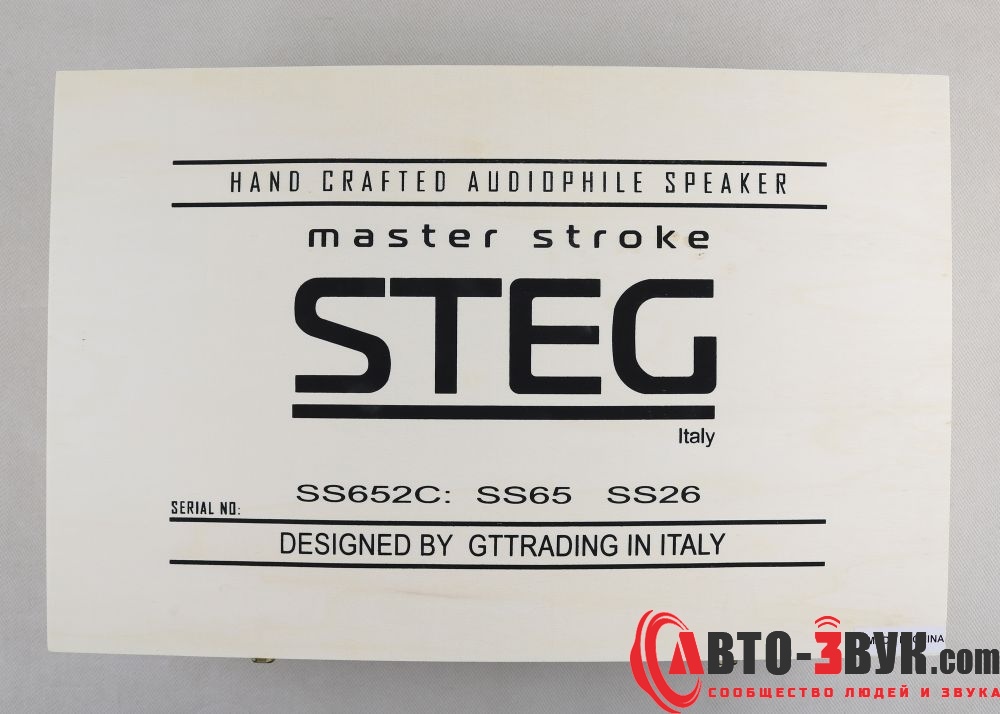 HAND CRAFTED AUDIOPHILE SPEAKER
master stroke
STEG
Italy
SS652C: SS65 SS26
SERIAL NO:
DESIGNED BY GTTRADING IN ITALY
АВТО-ЗВУК.com
СООБЩЕСТВО ЛЮДЕЙ И ЗВУКА